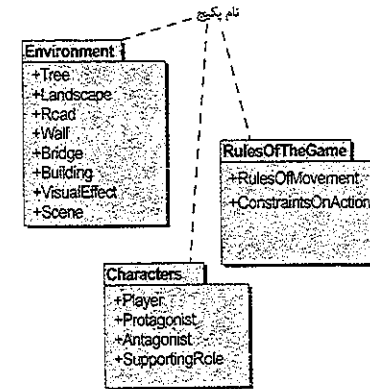 نام پکیج
Environment
+Tree
+Landscape
+Road
+Wall
+Bridge
+Building
+VisualEffect
+Scene
RulesOfTheGame
+RulesOfMovement
+ConstraintsOnAction
Characters
+Player
+Protagonist
+Antagonist
+SupportingRole